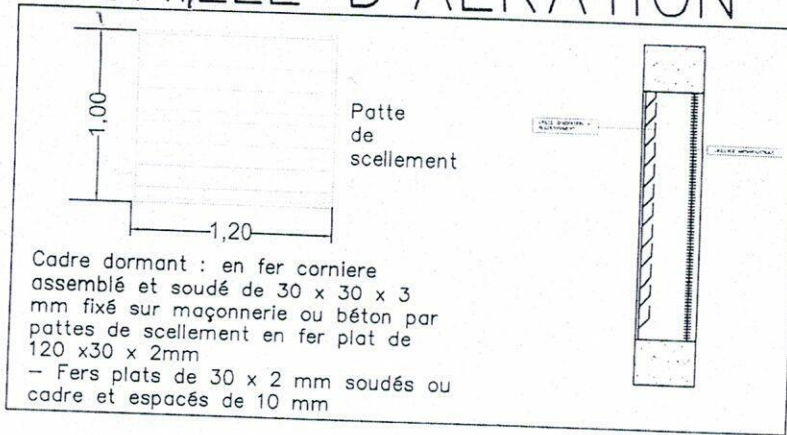 D'AERATION
1,00
Patte
de
scellement
1,20
Cadre dormant : en fer corniere
assemblé et soudé de 30 x 30 x 3
mm fixé sur maçonnerie ou béton par
pattes de scellement en fer plat de
120 x30 x 2mm
– Fers plats de 30 x 2 mm soudés ou
cadre et espacés de 10 mm